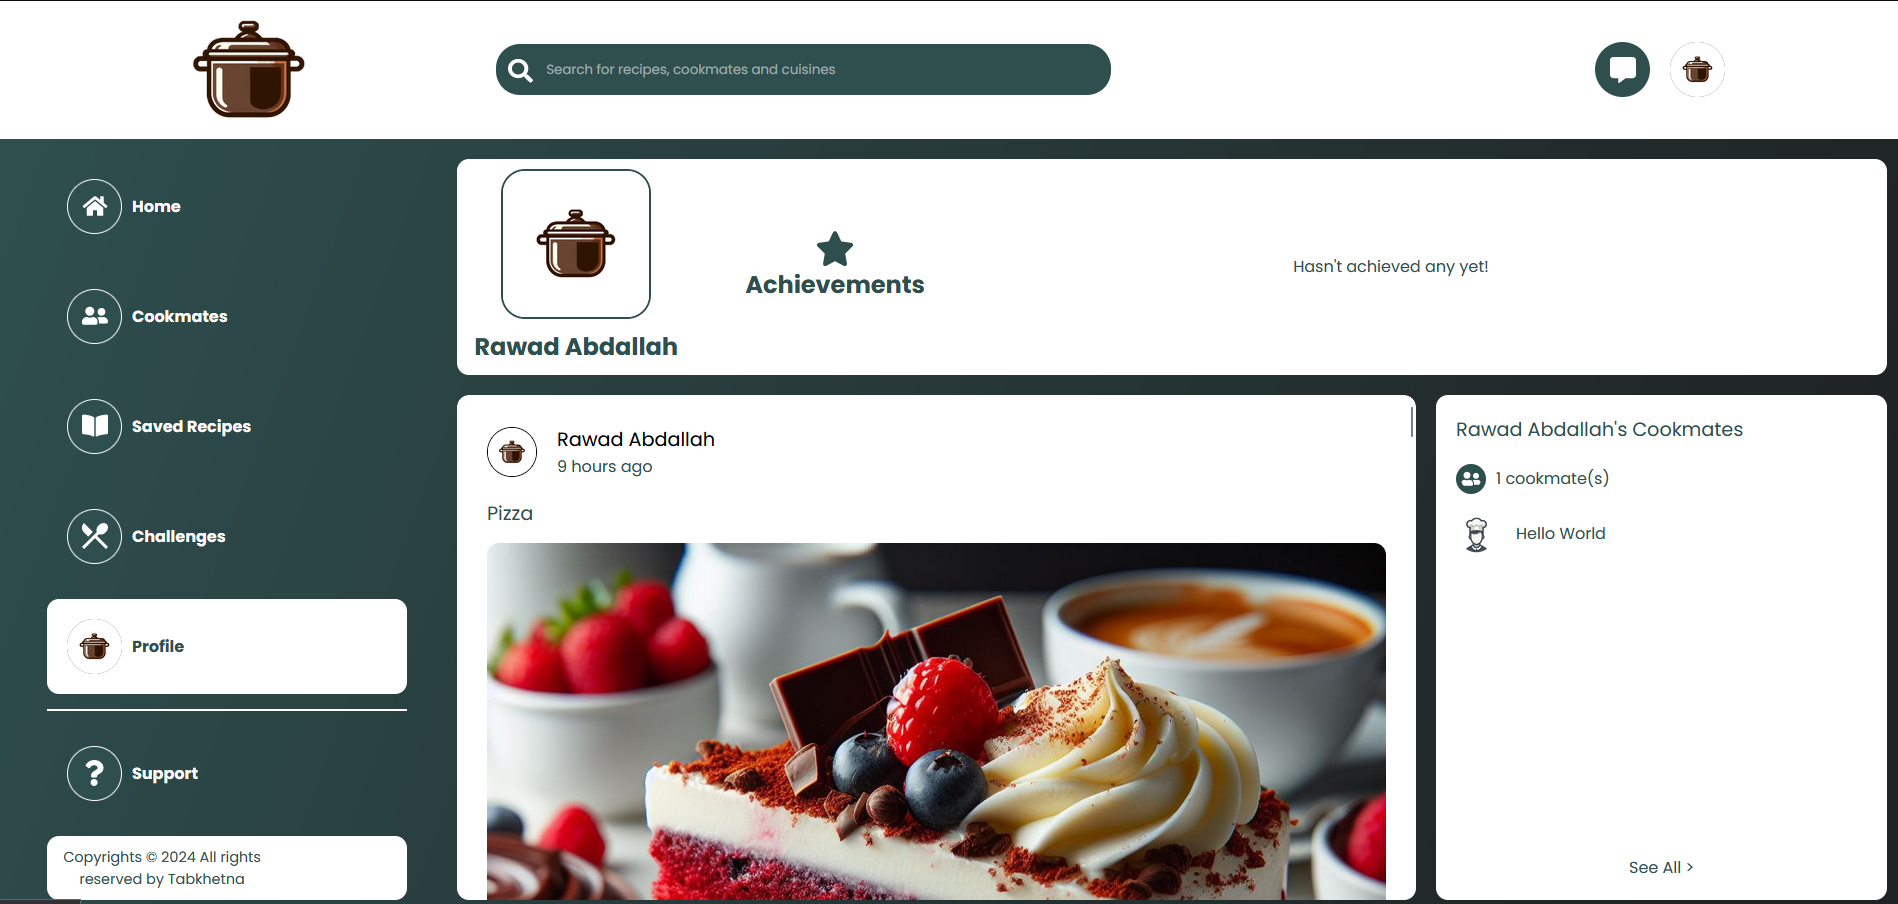 Search for recipes, cookmates and cuisines
Home
Cookmates
Saved Recipes
Challenges
Profile
Support
Copyrights © 2024 All rights
reserved by Tabkhetna
Rawad Abdallah
Achievements
Hasn't achieved any yet!
Rawad Abdallah
9 hours ago
Pizza
Rawad Abdallah's Cookmates
1 cookmate(s)
Hello World
See All >